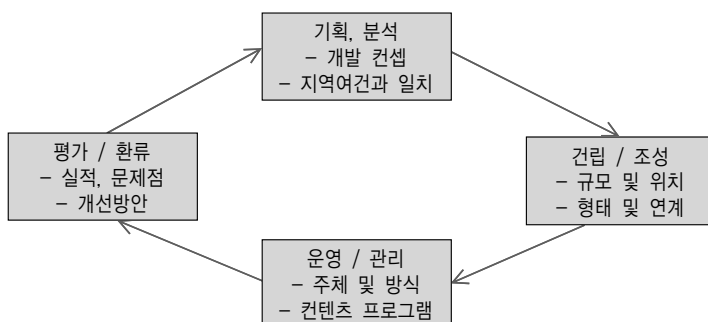 기획, 분석
– 개발 컨셉
– 지역여건과 일치
평가 / 환류
– 실적, 문제점
– 개선방안
건립 / 조성
– 규모 및 위치
– 형태 및 연계
운영 / 관리
– 주체 및 방식
– 컨텐츠 프로그램